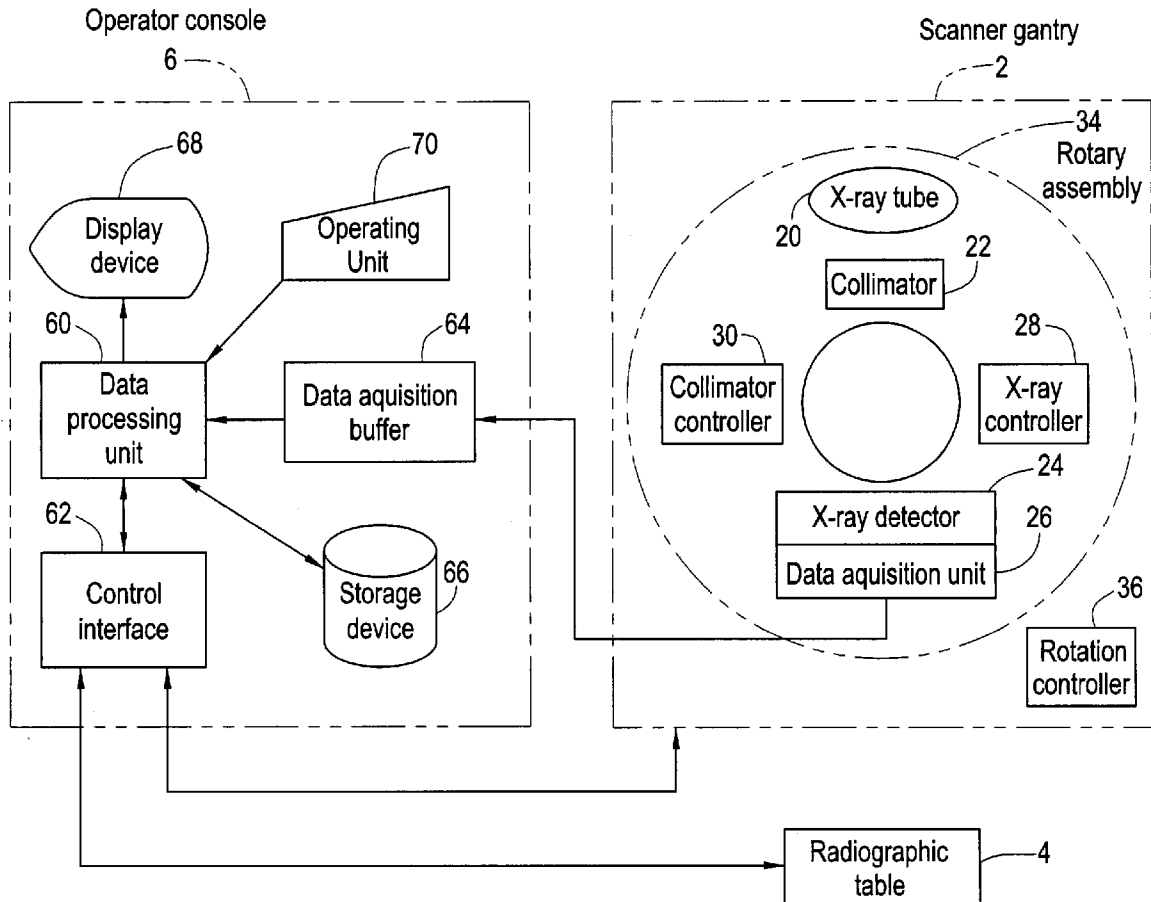 Operator console
6
Scanner gantry
2
68
70
Display
device
Operating
Unit
60
64
Data
processing
unit
Data aquisition
buffer
62
Control
interface
Storage
device
66
34
Rotary
assembly
X-ray tube
20
22
Collimator
30
28
Collimator
controller
X-ray
controller
24
X-ray detector
26
Data aquisition unit
36
Rotation
controller
Radiographic
table
4